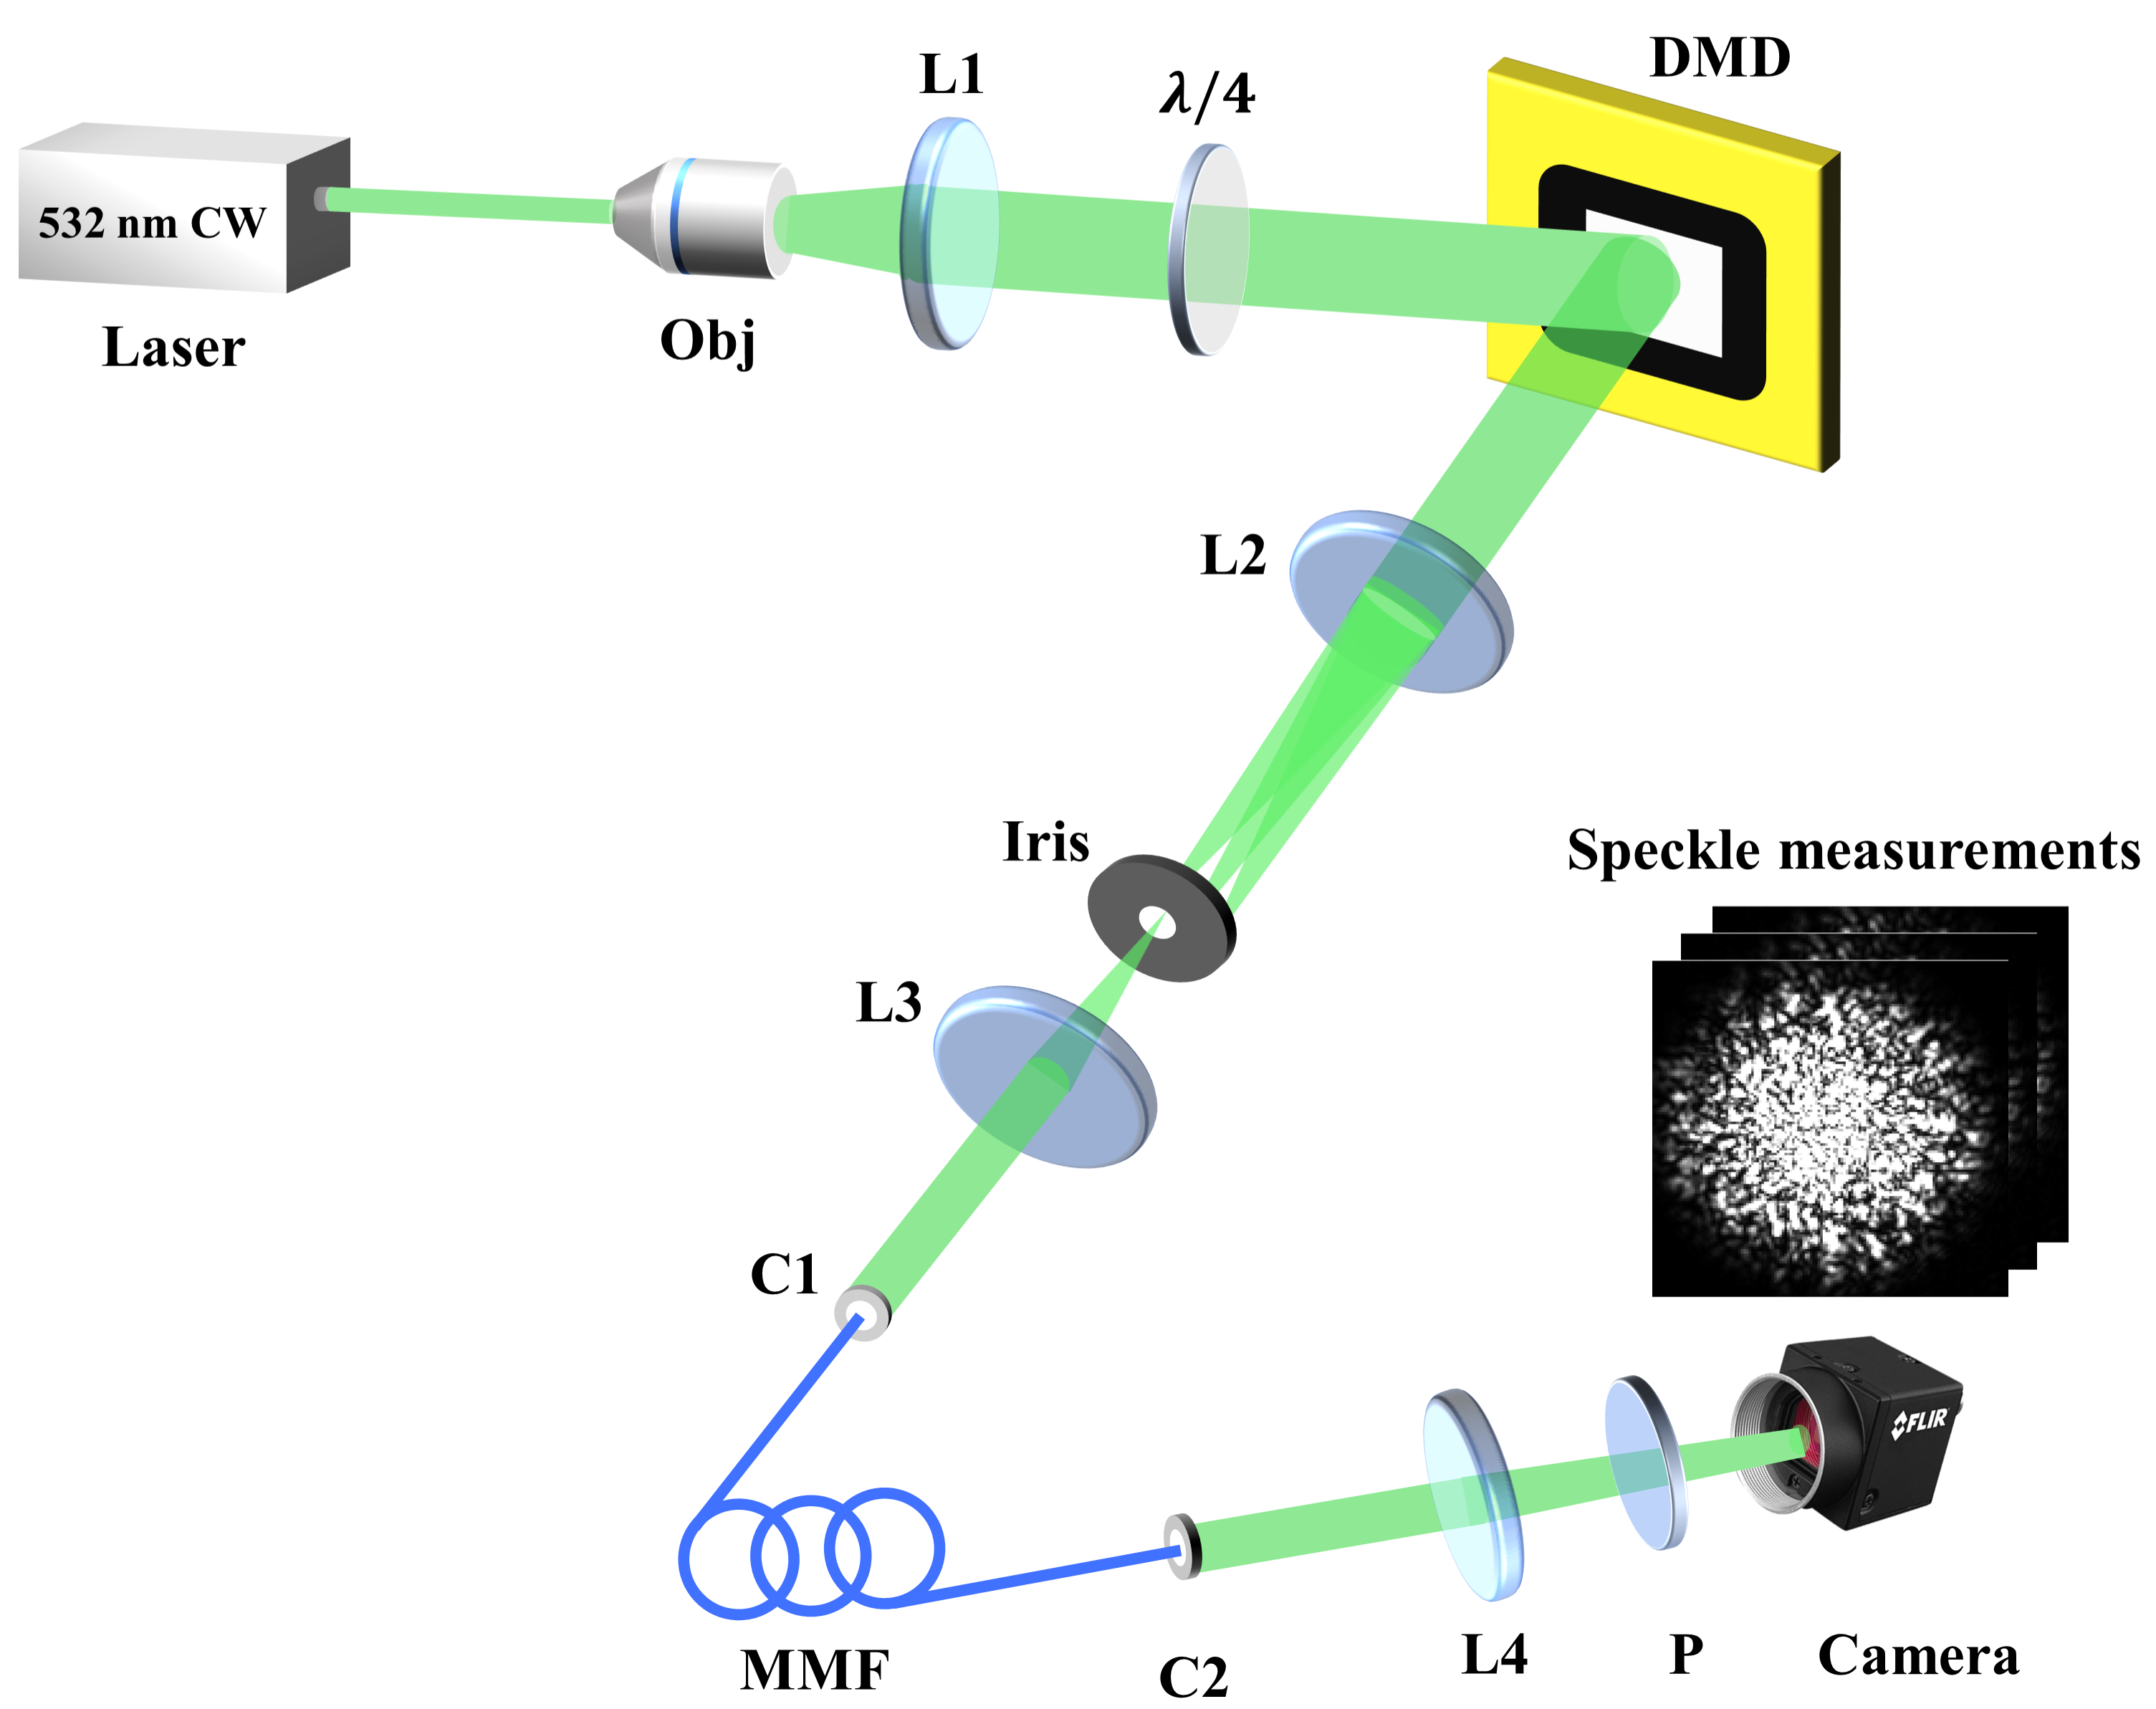 L1
λ/4
DMD
532 nm CW
Laser
Obj
L2
Iris
Speckle measurements
L3
C1
FLIR
MMF
C2
L4
P
Camera